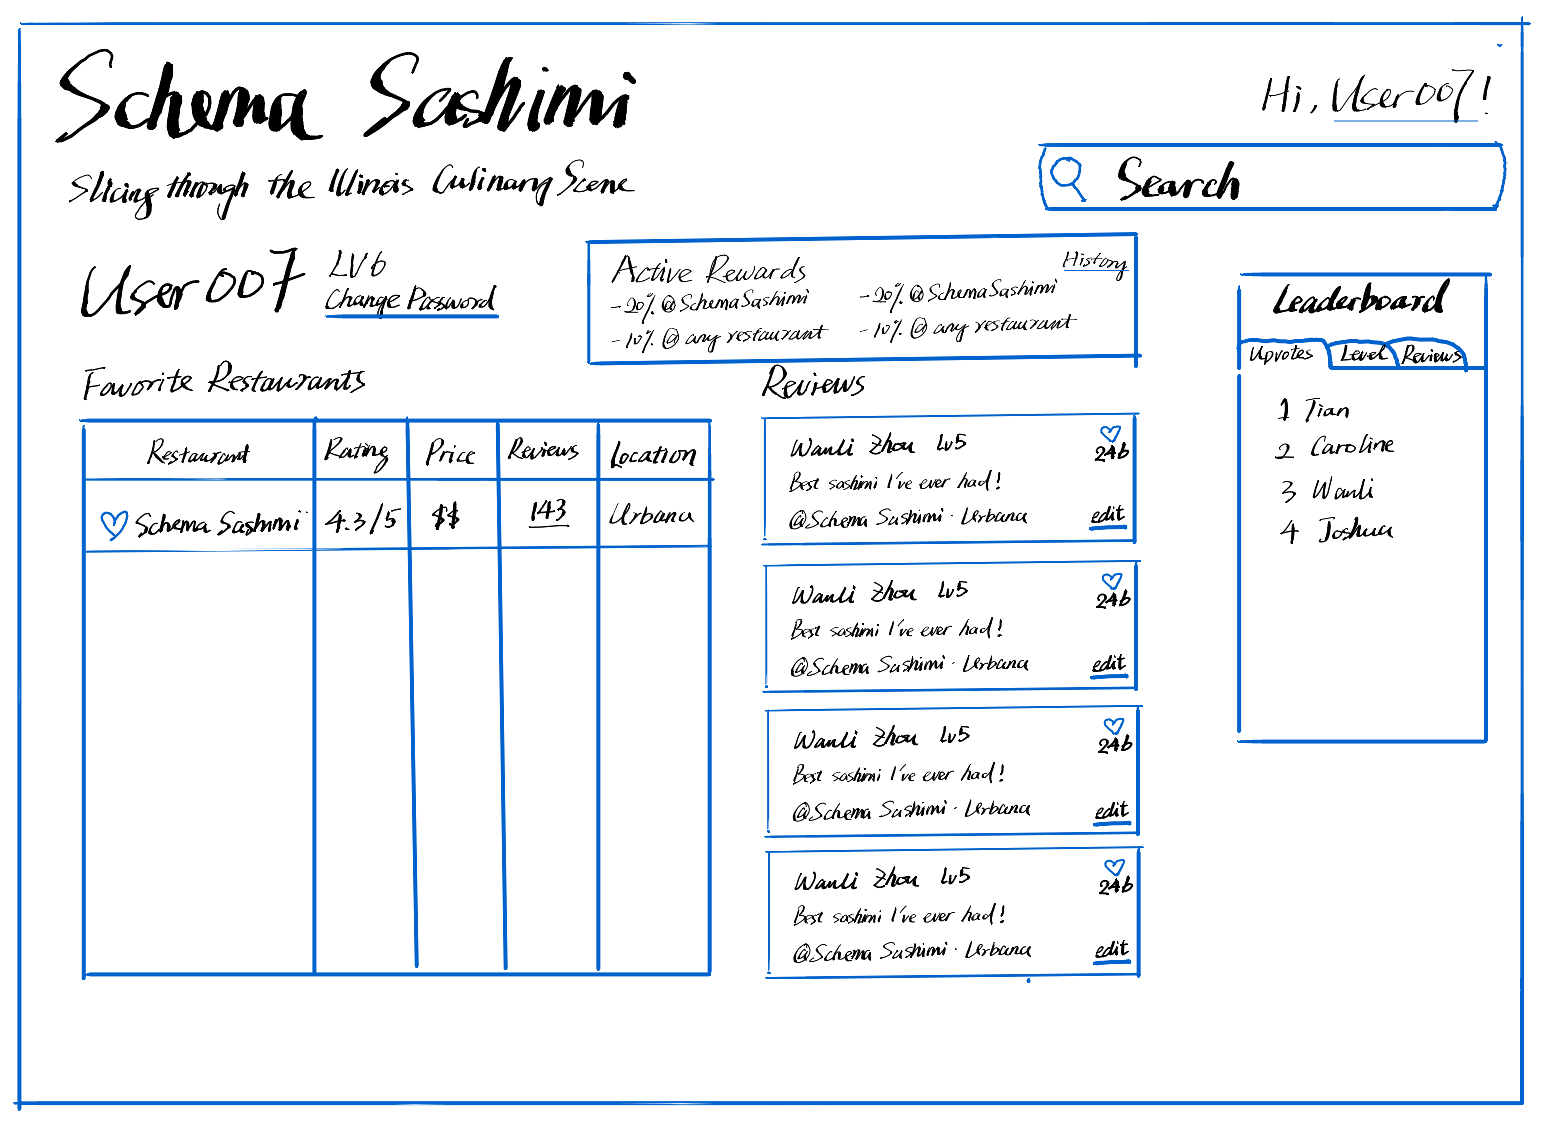 Schema Sashimi
Hi, User007!
Slicing through the Illinois Culinary Scene
Search
User007
LV6
Change Password
Active Rewards
History
-20% @SchemaSashimi
-20% @SchemaSashimi
-10% @ any restaurant
-10% @ any restaurant
Leaderboard
Upvotes Level Reviews
1 Tian
2 Caroline
3 Wanli
4 Joshua
Favorite Restaurants
Restaurant Rating Price Reviews Location
Schema Sashimi 4.3/5 $$ 143 Urbana
Reviews
Wanli Zhou Lv5
246
Best sashimi I've ever had!
@Schema Sashimi · Urbana
edit
Wanli Zhou Lv5
246
Best sashimi I've ever had!
@Schema Sashimi · Urbana
edit
Wanli Zhou Lv5
246
Best sashimi I've ever had!
@Schema Sashimi · Urbana
edit
Wanli Zhou Lv5
246
Best sashimi I've ever had!
@Schema Sashimi · Urbana
edit